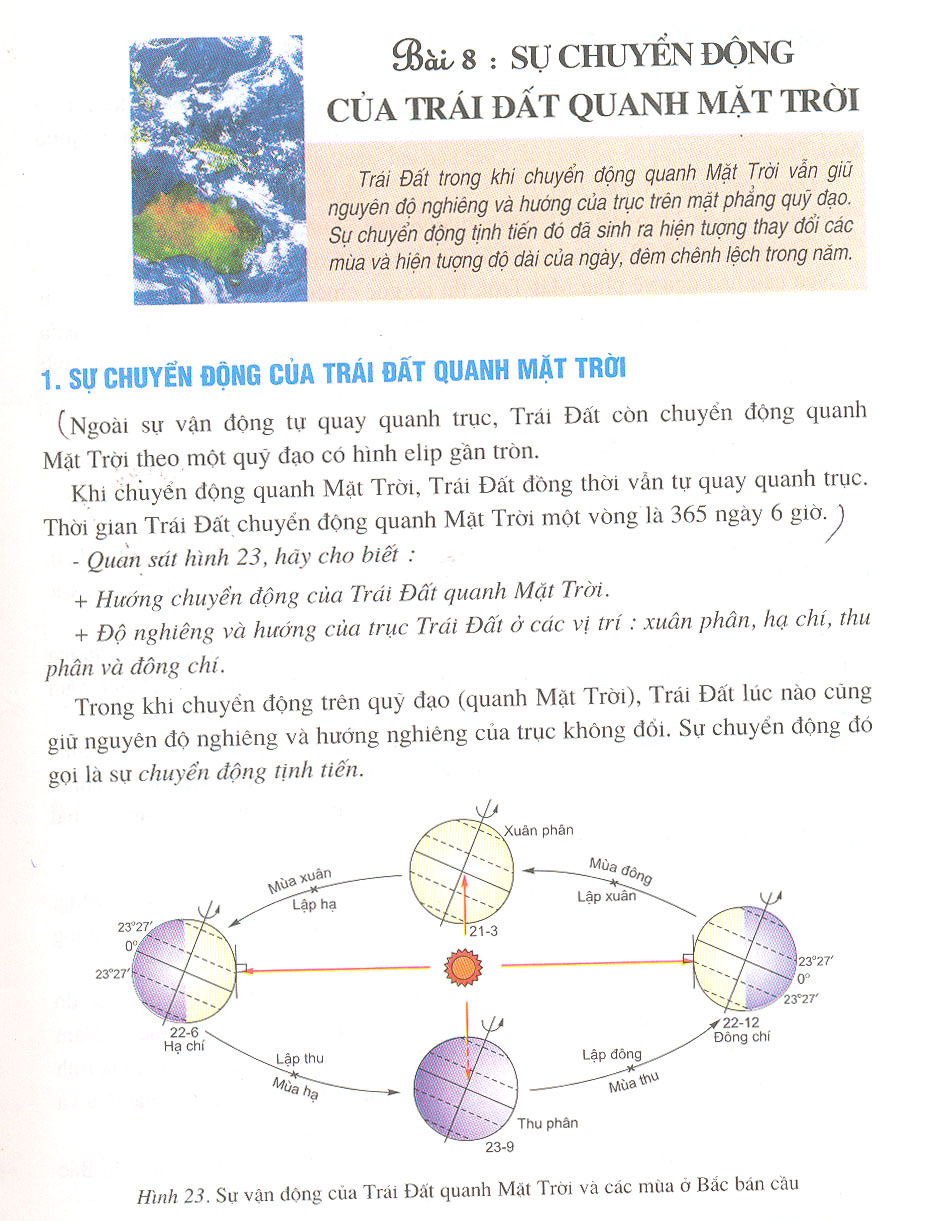 Bài 8 : SỰ CHUYỂN ĐỘNG
CỦA TRÁI ĐẤT QUANH MẶT TRỜI
Trái Đất trong khi chuyển động quanh Mặt Trời vẫn giữ
nguyên độ nghiêng và hướng của trục trên mặt phẳng quỹ đạo.
Sự chuyển động tịnh tiến đó đã sinh ra hiện tượng thay đổi các
mùa và hiện tượng độ dài của ngày, đêm chênh lệch trong năm.
1. SỰ CHUYỂN ĐỘNG CỦA TRÁI ĐẤT QUANH MẶT TRỜI
(Ngoài sự vận động tự quay quanh trục, Trái Đất còn chuyển động quanh
Mặt Trời theo một quỹ đạo có hình elip gần tròn.
Khi chuyển động quanh Mặt Trời, Trái Đất đồng thời vẫn tự quay quanh trục.
Thời gian Trái Đất chuyển động quanh Mặt Trời một vòng là 365 ngày 6 giờ.)
- Quan sát hình 23, hãy cho biết :
+ Hướng chuyển động của Trái Đất quanh Mặt Trời.
+ Độ nghiêng và hướng của trục Trái Đất ở các vị trí : xuân phân, hạ chí, thu
phân và đông chí.
Trong khi chuyển động trên quỹ đạo (quanh Mặt Trời), Trái Đất lúc nào cũng
giữ nguyên độ nghiêng và hướng nghiêng của trục không đổi. Sự chuyển động đó
gọi là sự chuyển động tịnh tiến.
Xuân phân
21-3
Mùa xuân
Lập hạ
Mùa đông
Lập xuân
23°27'
0°
23°27'
22-6
Hạ chí
23°27'
0°
23°27'
22-12
Đông chí
Lập thu
Mùa hạ
Lập đông
Mùa thu
Thu phân
23-9
Hình 23. Sự vận động của Trái Đất quanh Mặt Trời và các mùa ở Bắc bán cầu